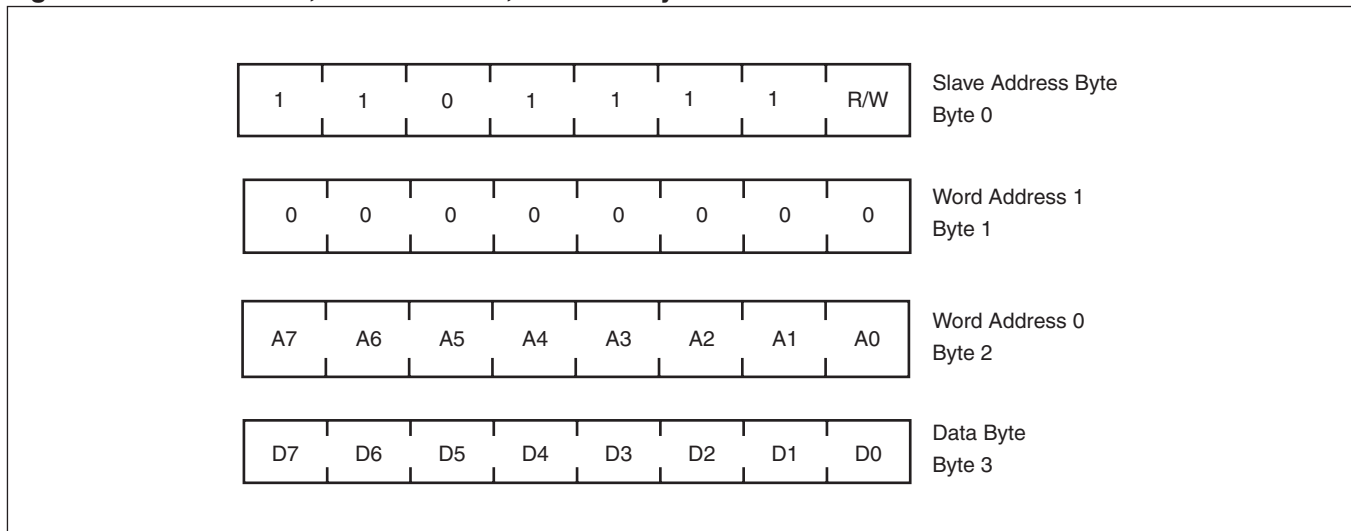 1 1 0 1 1 1 1 R/W Slave Address Byte
Byte 0
0 0 0 0 0 0 0 0 Word Address 1
Byte 1
A7 A6 A5 A4 A3 A2 A1 A0 Word Address 0
Byte 2
D7 D6 D5 D4 D3 D2 D1 D0 Data Byte
Byte 3